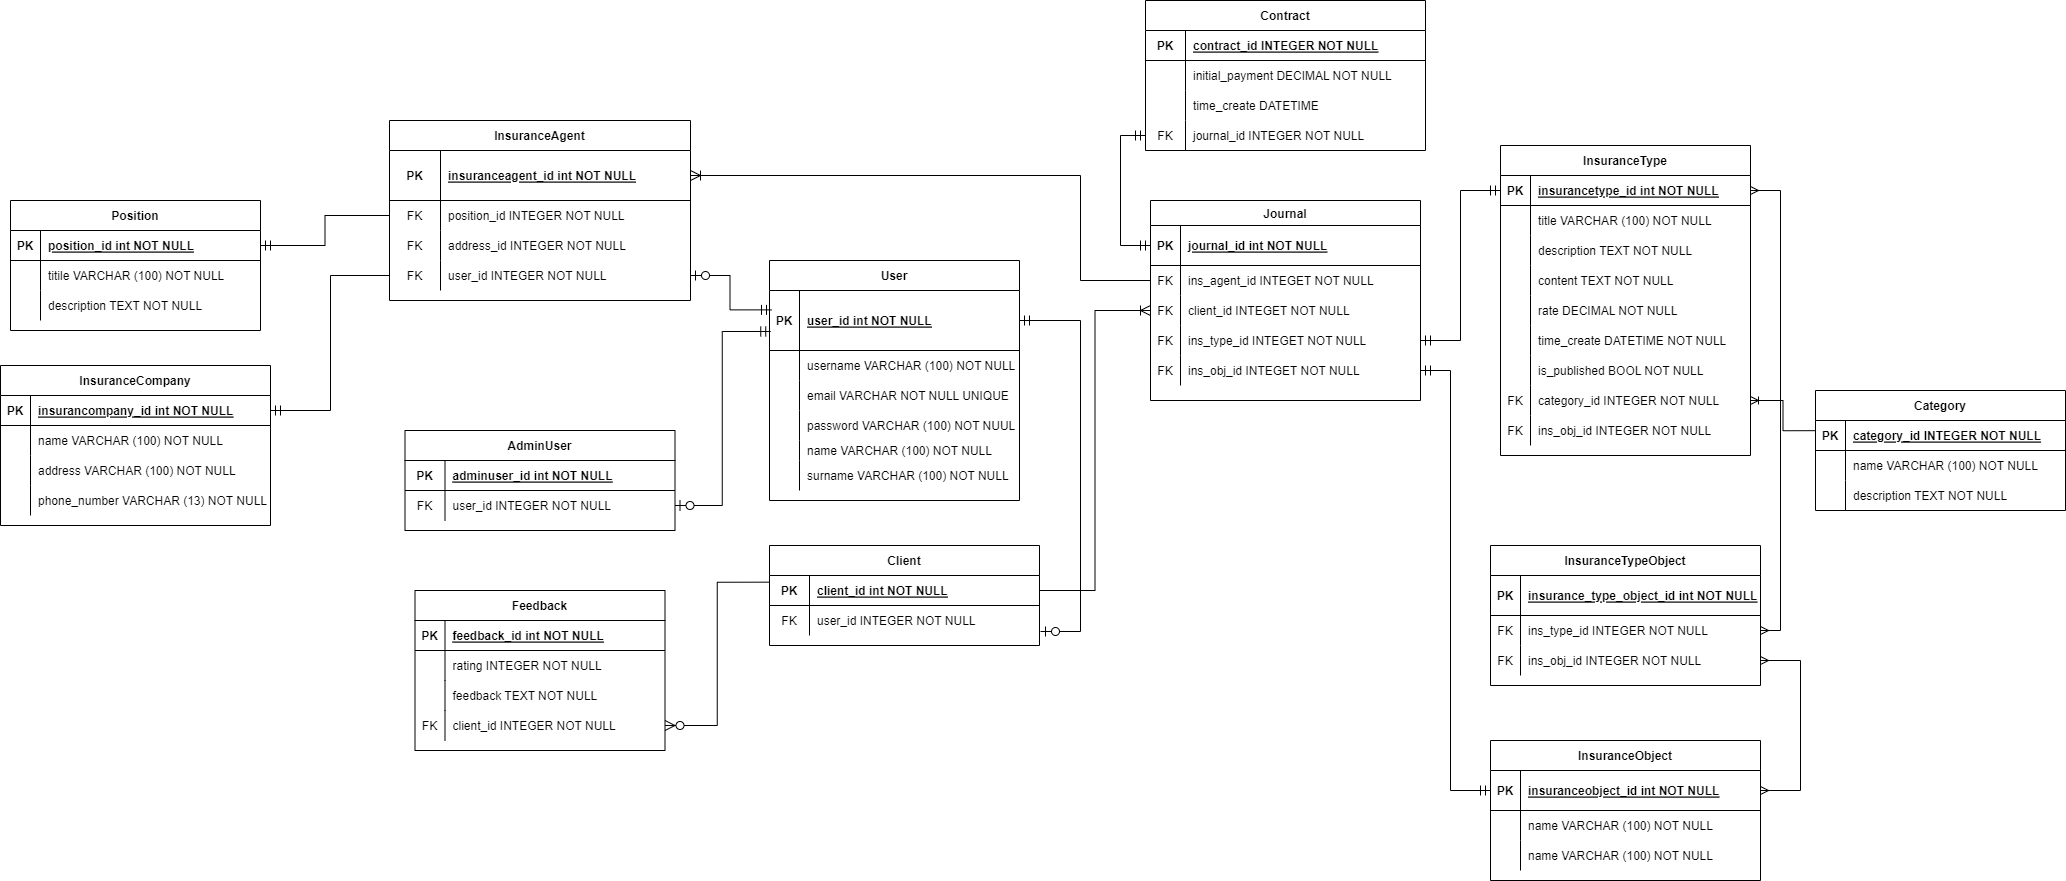 Contract
PK contract_id INTEGER NOT NULL
initial_payment DECIMAL NOT NULL
time_create DATETIME
FK journal_id INTEGER NOT NULL
InsuranceAgent
PK insuranceagent_id int NOT NULL
FK position_id INTEGER NOT NULL
FK address_id INTEGER NOT NULL
FK user_id INTEGER NOT NULL
Position
PK position_id int NOT NULL
titile VARCHAR (100) NOT NULL
description TEXT NOT NULL
InsuranceCompany
PK insurancompany_id int NOT NULL
name VARCHAR (100) NOT NULL
address VARCHAR (100) NOT NULL
phone_number VARCHAR (13) NOT NULL
User
PK user_id int NOT NULL
username VARCHAR (100) NOT NULL
email VARCHAR NOT NULL UNIQUE
password VARCHAR (100) NOT NUUL
name VARCHAR (100) NOT NULL
surname VARCHAR (100) NOT NULL
AdminUser
PK adminuser_id int NOT NULL
FK user_id INTEGER NOT NULL
Client
PK client_id int NOT NULL
FK user_id INTEGER NOT NULL
Feedback
PK feedback_id int NOT NULL
rating INTEGER NOT NULL
feedback TEXT NOT NULL
FK client_id INTEGER NOT NULL
Journal
PK journal_id int NOT NULL
FK ins_agent_id INTEGET NOT NULL
FK client_id INTEGET NOT NULL
FK ins_type_id INTEGET NOT NULL
FK ins_obj_id INTEGET NOT NULL
InsuranceType
PK insurancetype_id int NOT NULL
title VARCHAR (100) NOT NULL
description TEXT NOT NULL
content TEXT NOT NULL
rate DECIMAL NOT NULL
time_create DATETIME NOT NULL
is_published BOOL NOT NULL
FK category_id INTEGER NOT NULL
FK ins_obj_id INTEGER NOT NULL
Category
PK category_id INTEGER NOT NULL
name VARCHAR (100) NOT NULL
description TEXT NOT NULL
InsuranceTypeObject
PK insurance_type_object_id int NOT NULL
FK ins_type_id INTEGER NOT NULL
FK ins_obj_id INTEGER NOT NULL
InsuranceObject
PK insuranceobject_id int NOT NULL
name VARCHAR (100) NOT NULL
name VARCHAR (100) NOT NULL